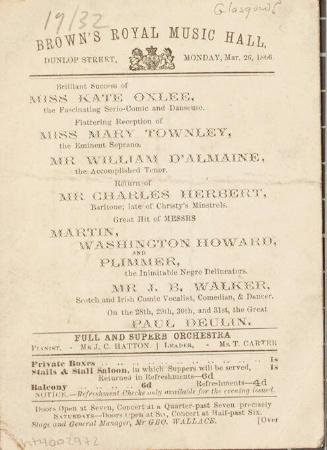 19/32
Glasgow
BROWN'S ROYAL MUSIC HALL,
DUNLOP STREET, MONDAY, Mar. 26, 1866.
Brilliant Success of
MISS KATE OXLEE,
the Fascinating Serio-Comic and Danseuse.
Flattering Reception of
MISS MARY TOWNLEY,
the Eminent Soprano.
MR WILLIAM D'ALMAINE,
the Accomplished Tenor.
Return of
MR CHARLES HERBERT,
Baritone; late of Christy's Minstrels.
Great Hit of MESSRS
MARTIN,
WASHINGTON HOWARD,
AND
PLIMMER,
the Inimitable Negro Delineators.
MR J. B. WALKER,
Scotch and Irish Comic Vocalist, Comedian, & Dancer.
On the 28th, 29th, 30th, and 31st, the Great
PAUL DEULIN.
FULL AND SUPERB ORCHESTRA
PIANIST, - MR J. C. HATTON. | LEADER, - MR T. CARTER
Private Boxes .. .. .. .. .. 1s
Stalls & Stall Saloon, in which Suppers will be served, 1s
Returned in Refreshments—6d
Balcony .. .. .. 6d Refreshments—4d
NOTICE.—Refreshment Checks only available for the evening issued.
Doors Open at Seven, Concert at a Quarter-past Seven precisely
SATURDAYS—Doors Open at Six, Concert at Half-past Six.
Stage and General Manager, Mr GEO. WALLACE. [Over